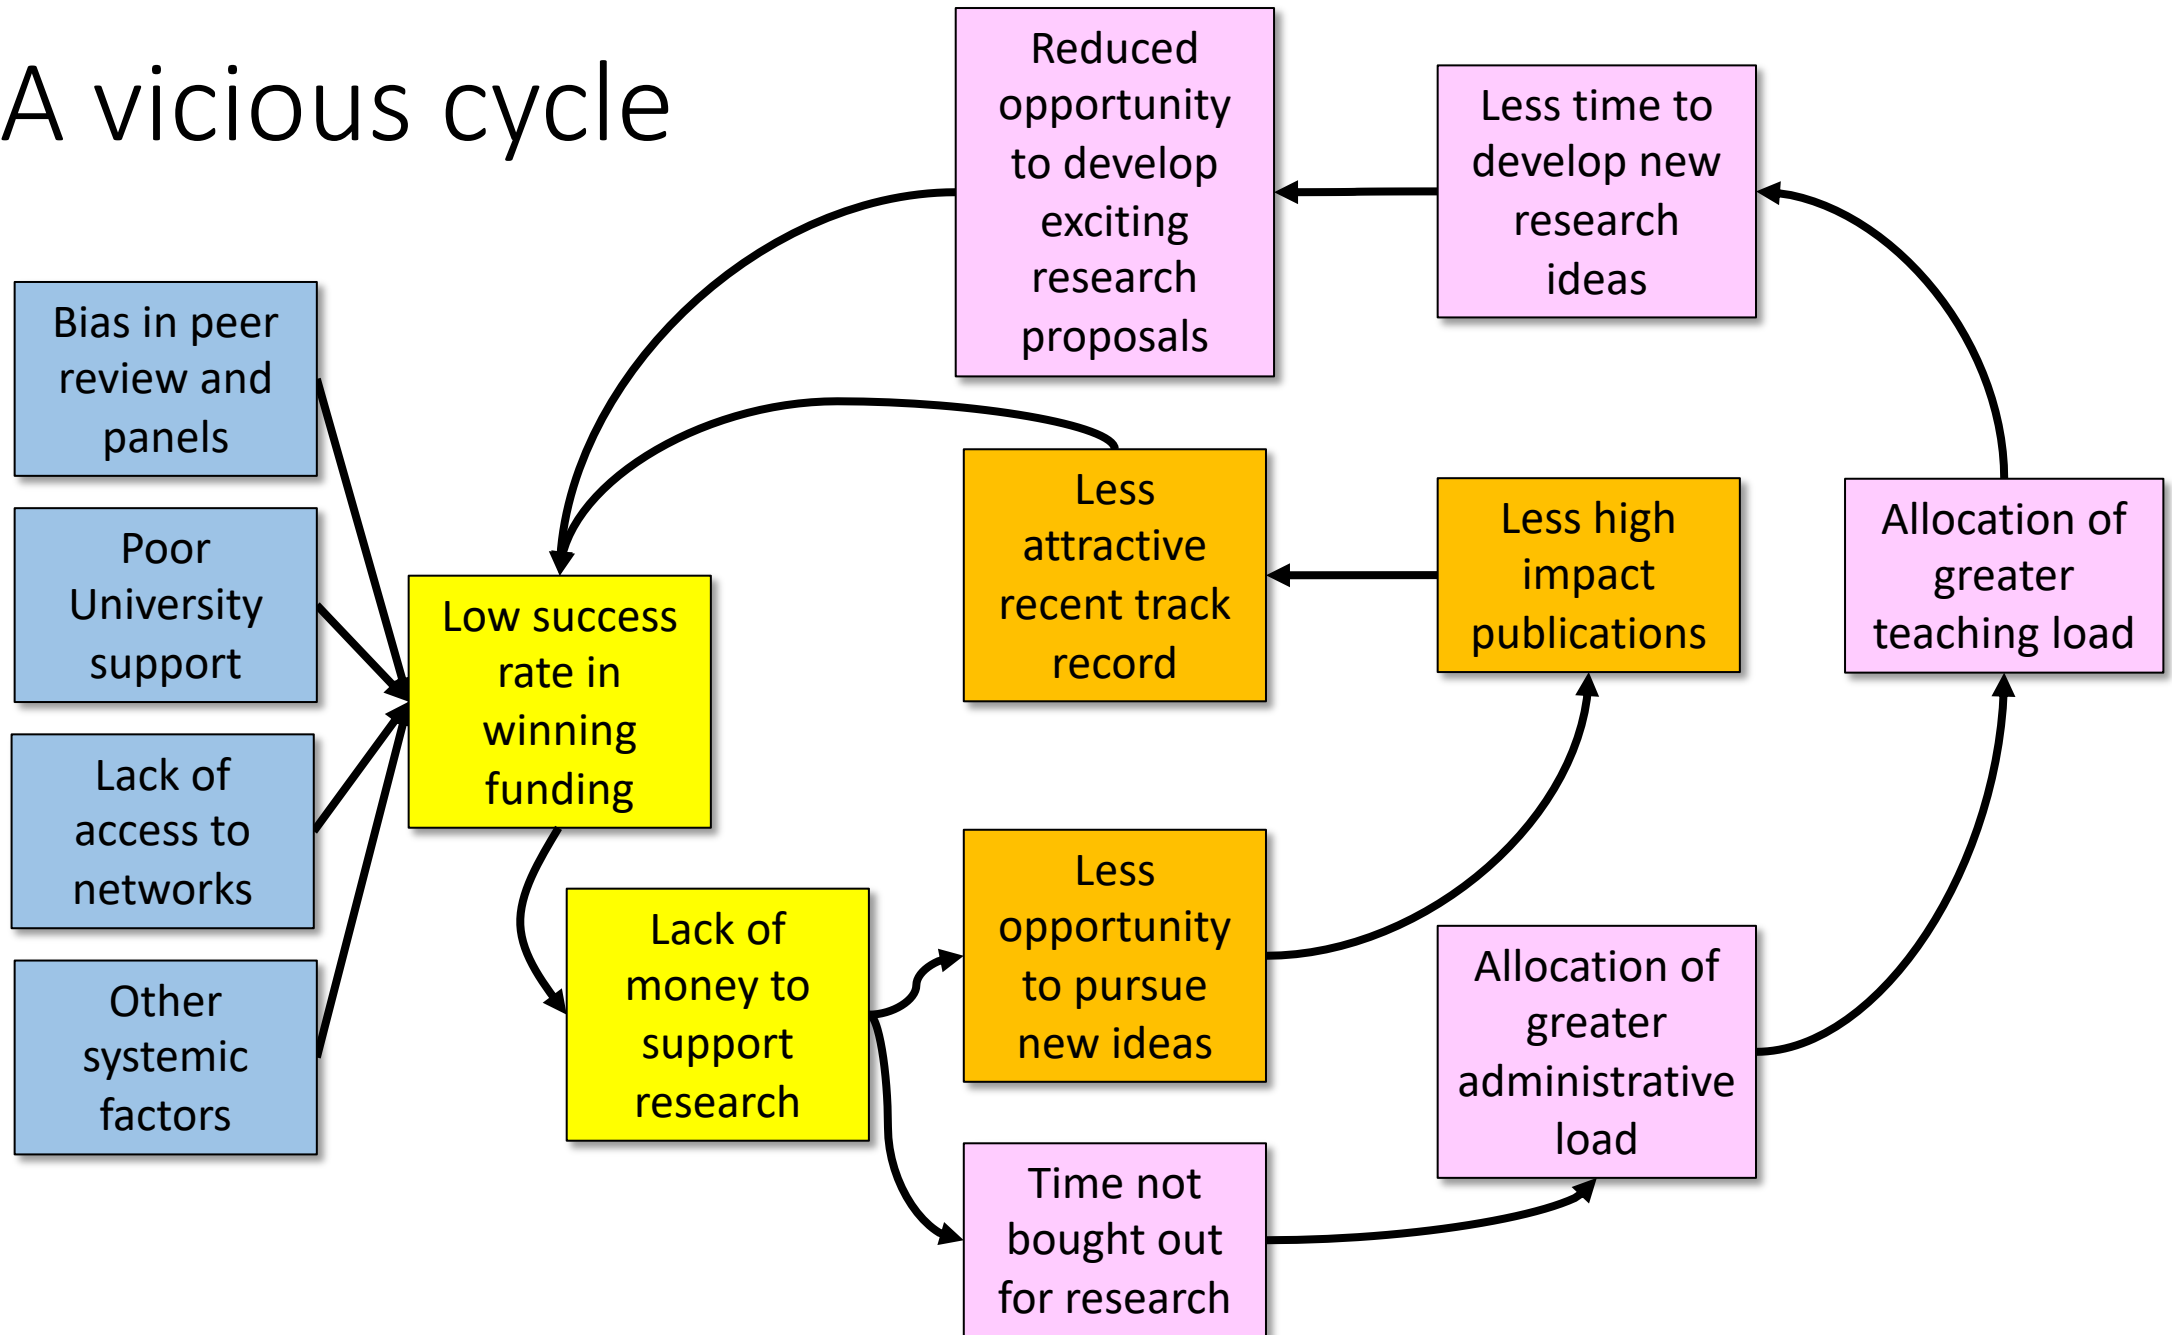 A vicious cycle
Reduced
opportunity
to develop
exciting
research
proposals
Less time to
develop new
research
ideas
Bias in peer
review and
panels
Poor
University
support
Lack of
access to
networks
Other
systemic
factors
Low success
rate in
winning
funding
Lack of
money to
support
research
Less
attractive
recent track
record
Less high
impact
publications
Allocation of
greater
teaching load
Less
opportunity
to pursue
new ideas
Allocation of
greater
administrative
load
Time not
bought out
for research